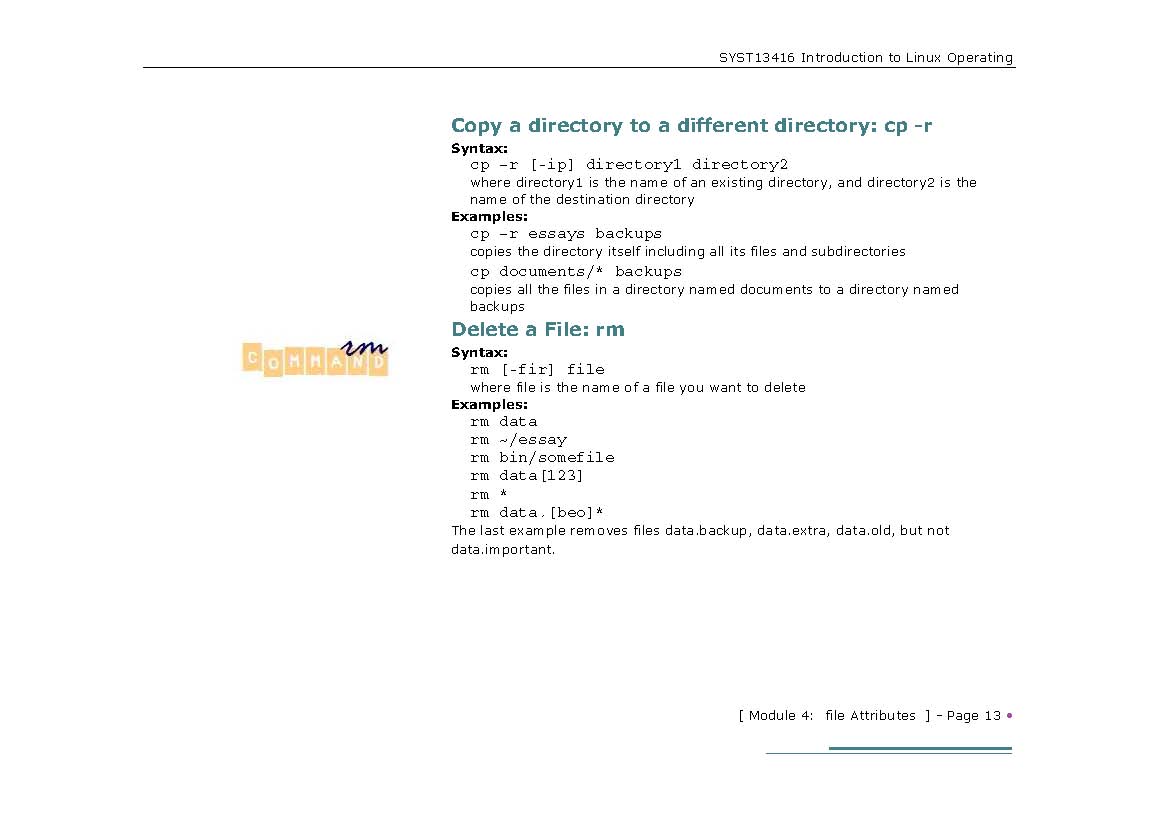 SYST13416 Introduction to Linux Operating
Copy a directory to a different directory: cp -r
Syntax:
cp –r [-ip] directory1 directory2
where directory1 is the name of an existing directory, and directory2 is the
name of the destination directory
Examples:
cp –r essays backups
copies the directory itself including all its files and subdirectories
cp documents/* backups
copies all the files in a directory named documents to a directory named
backups
Delete a File: rm
rm
COMMAND
Syntax:
rm [-fir] file
where file is the name of a file you want to delete
Examples:
rm data
rm ~/essay
rm bin/somefile
rm data[123]
rm *
rm data.[beo]*
The last example removes files data.backup, data.extra, data.old, but not
data.important.
[ Module 4:  file Attributes  ] – Page 13 •